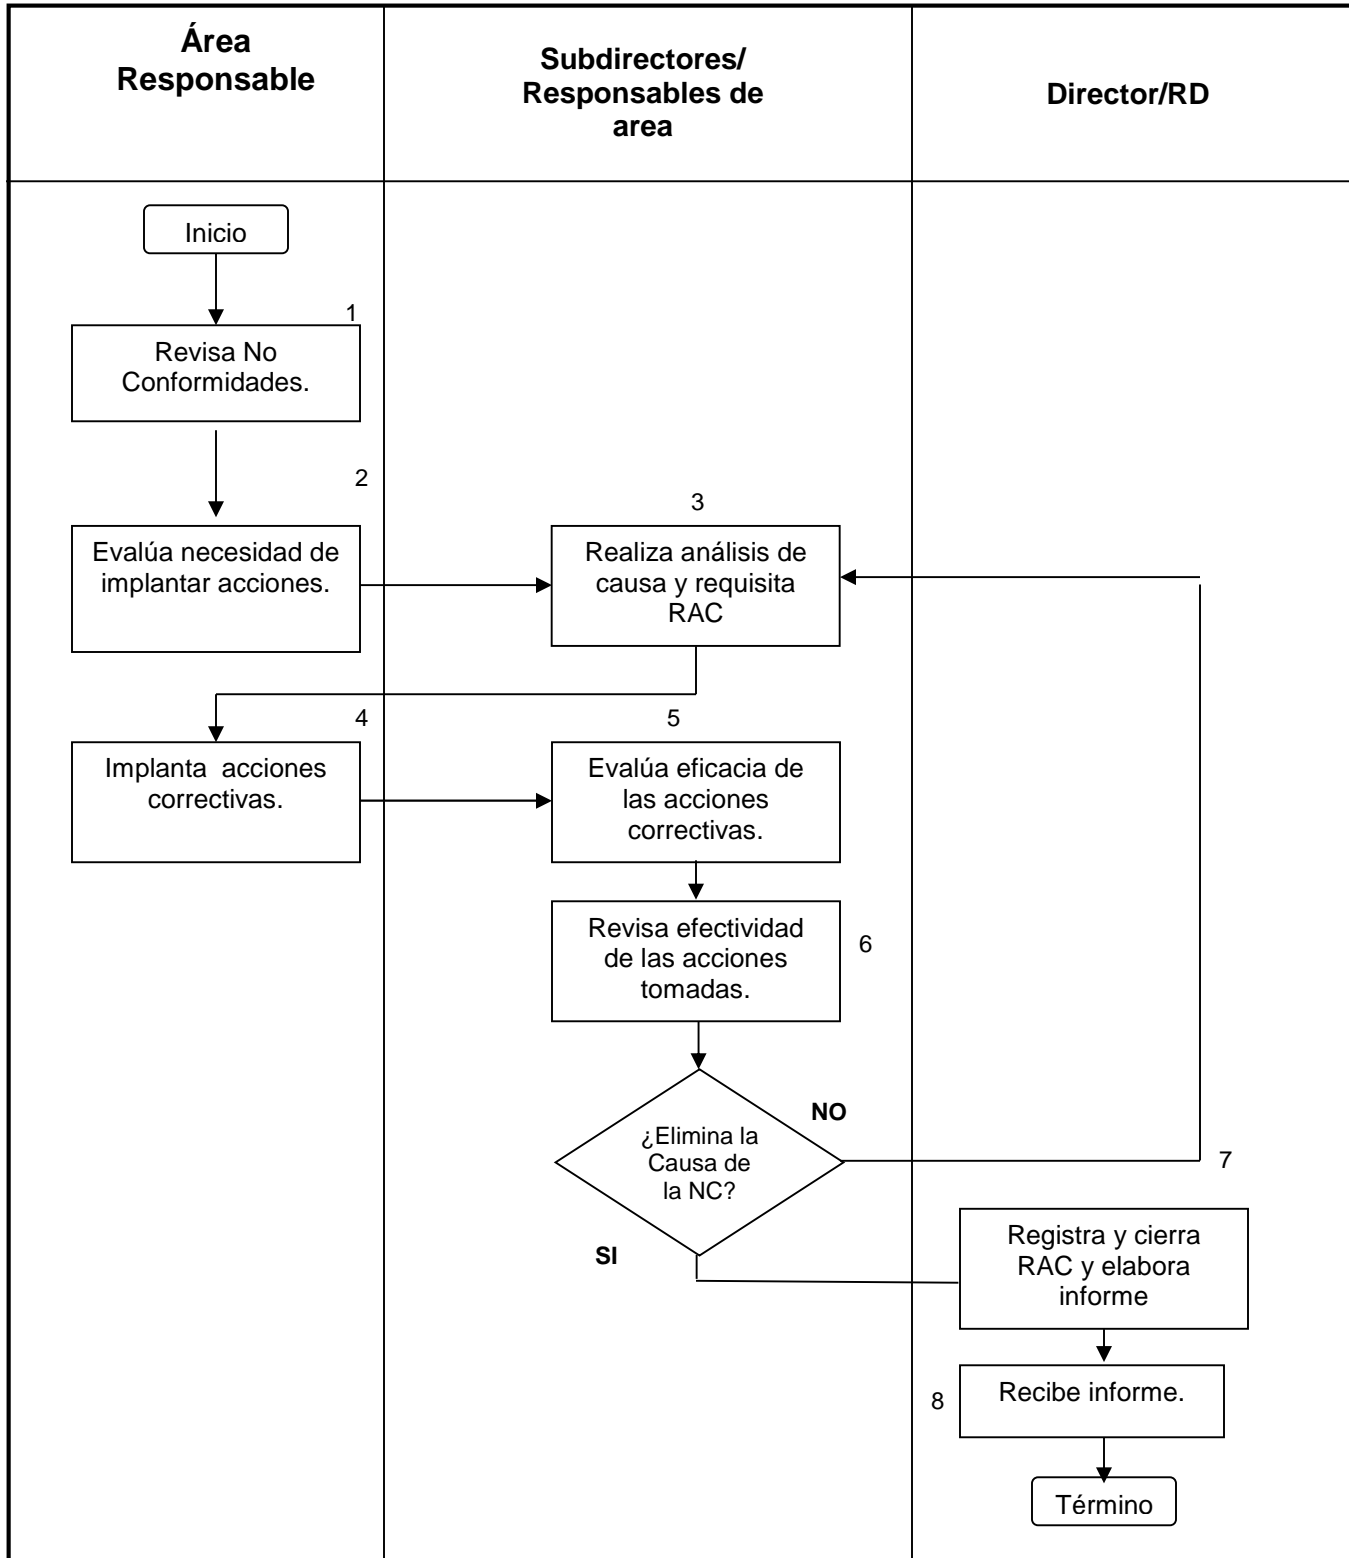 Área
Responsable
Subdirectores/
Responsables de
area
Director/RD
Inicio
1
Revisa No
Conformidades.
2
Evalúa necesidad de
implantar acciones.
3
Realiza análisis de
causa y requisita
RAC
4
Implanta  acciones
correctivas.
5
Evalúa eficacia de
las acciones
correctivas.
Revisa efectividad
de las acciones
tomadas.
6
¿Elimina la
Causa de
la NC?
NO
SI
7
Registra y cierra
RAC y elabora
informe
8
Recibe informe.
Término